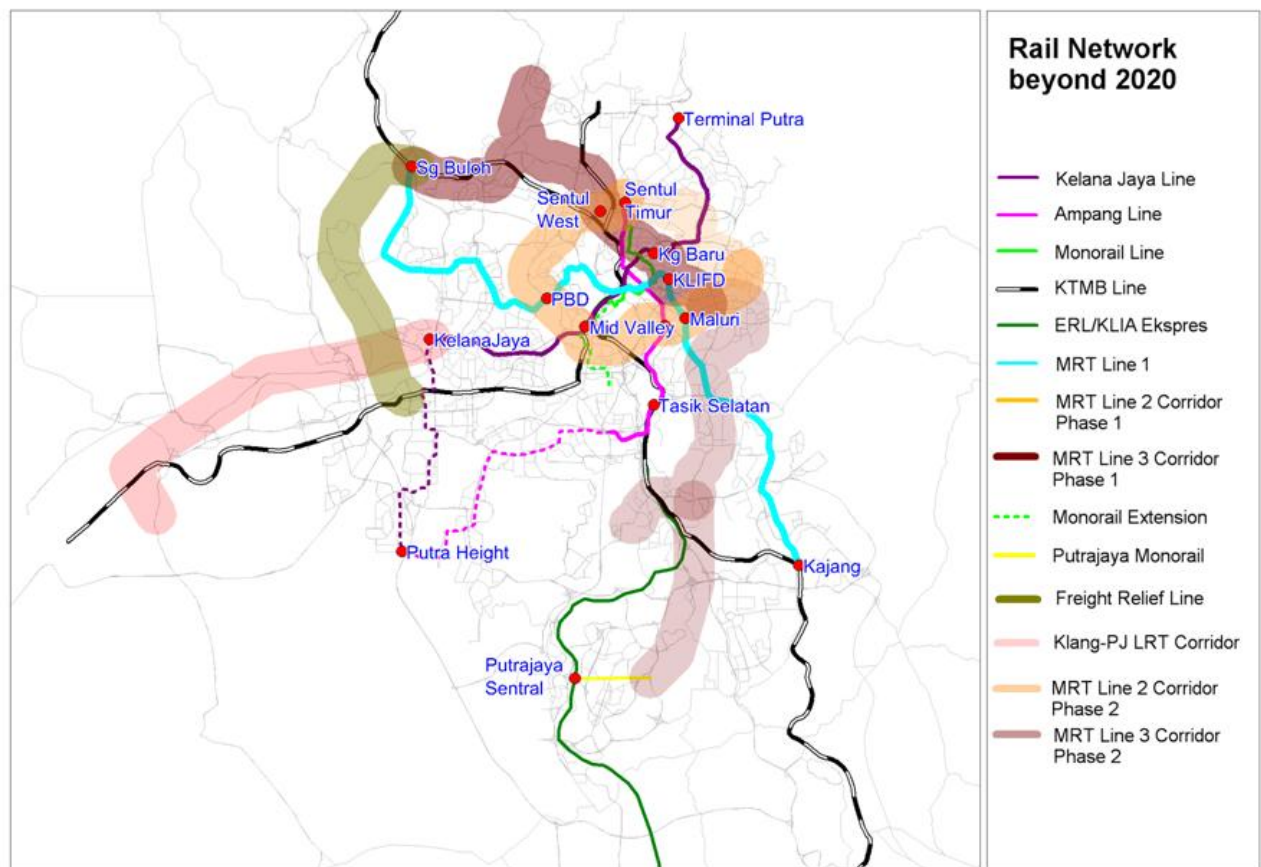 Rail Network
beyond 2020
Terminal Putra
Sg.Buloh
Sentul
West
Sentul
Timur
Kg Baru
KLIFD
PBD
Mid Valley
Maluri
KelanaJaya
Tasik Selatan
Putra Height
Kajang
Putrajaya
Sentral
Kelana Jaya Line
Ampang Line
Monorail Line
KTMB Line
ERL/KLIA Ekspres
MRT Line 1
MRT Line 2 Corridor
Phase 1
MRT Line 3 Corridor
Phase 1
Monorail Extension
Putrajaya Monorail
Freight Relief Line
Klang-PJ LRT Corridor
MRT Line 2 Corridor
Phase 2
MRT Line 3 Corridor
Phase 2